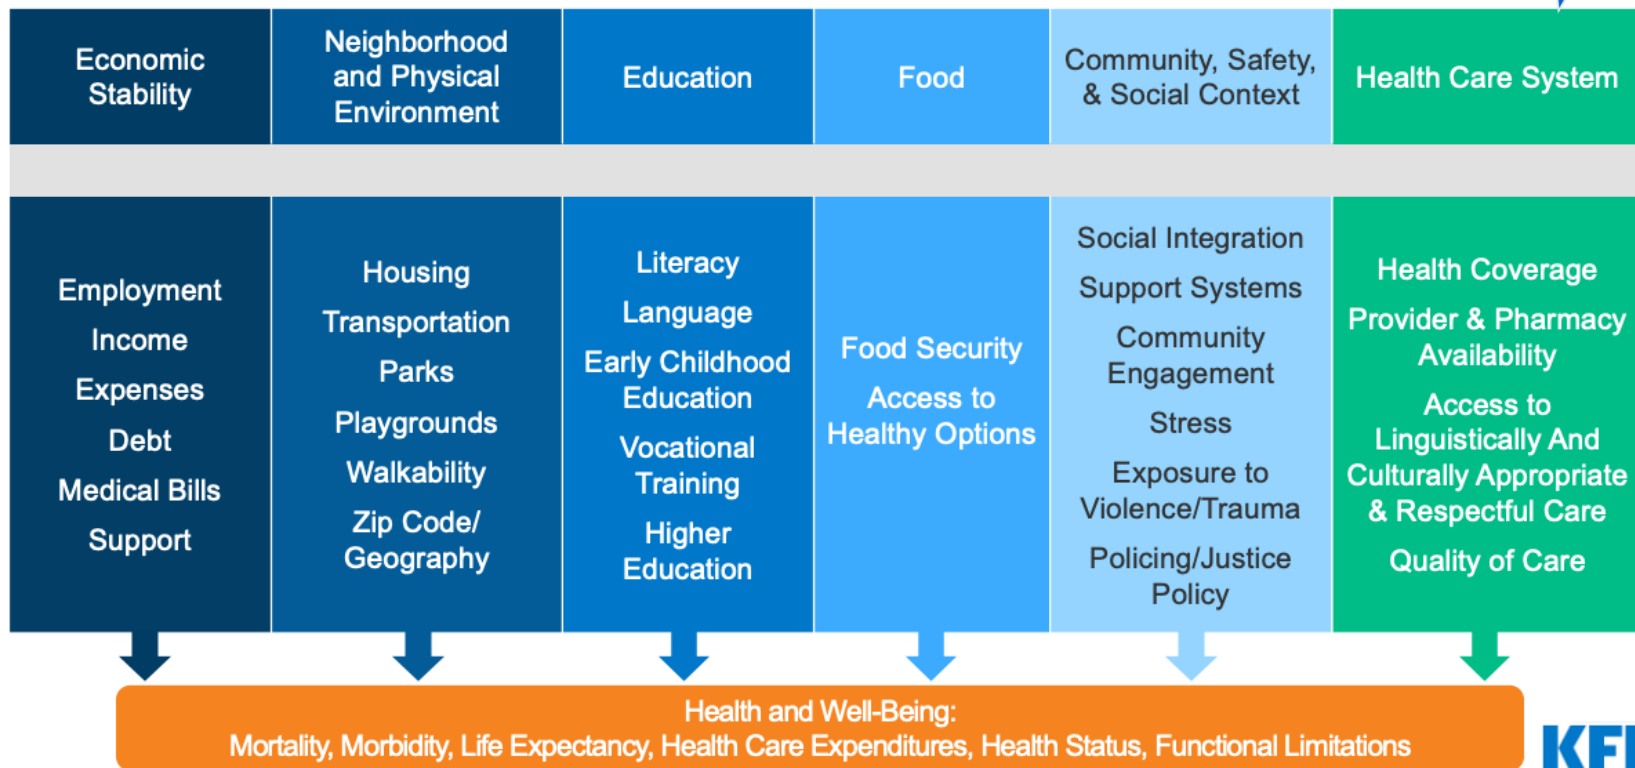 Economic
Stability
Neighborhood
and Physical
Environment
Education
Food
Community, Safety,
& Social Context
Health Care System
Employment
Income
Expenses
Debt
Medical Bills
Support
Housing
Transportation
Parks
Playgrounds
Walkability
Zip Code/
Geography
Literacy
Language
Early Childhood
Education
Vocational
Training
Higher
Education
Food Security
Access to
Healthy Options
Social Integration
Support Systems
Community
Engagement
Stress
Exposure to
Violence/Trauma
Policing/Justice
Policy
Health Coverage
Provider & Pharmacy
Availability
Access to
Linguistically And
Culturally Appropriate
& Respectful Care
Quality of Care
Health and Well-Being:
Mortality, Morbidity, Life Expectancy, Health Care Expenditures, Health Status, Functional Limitations